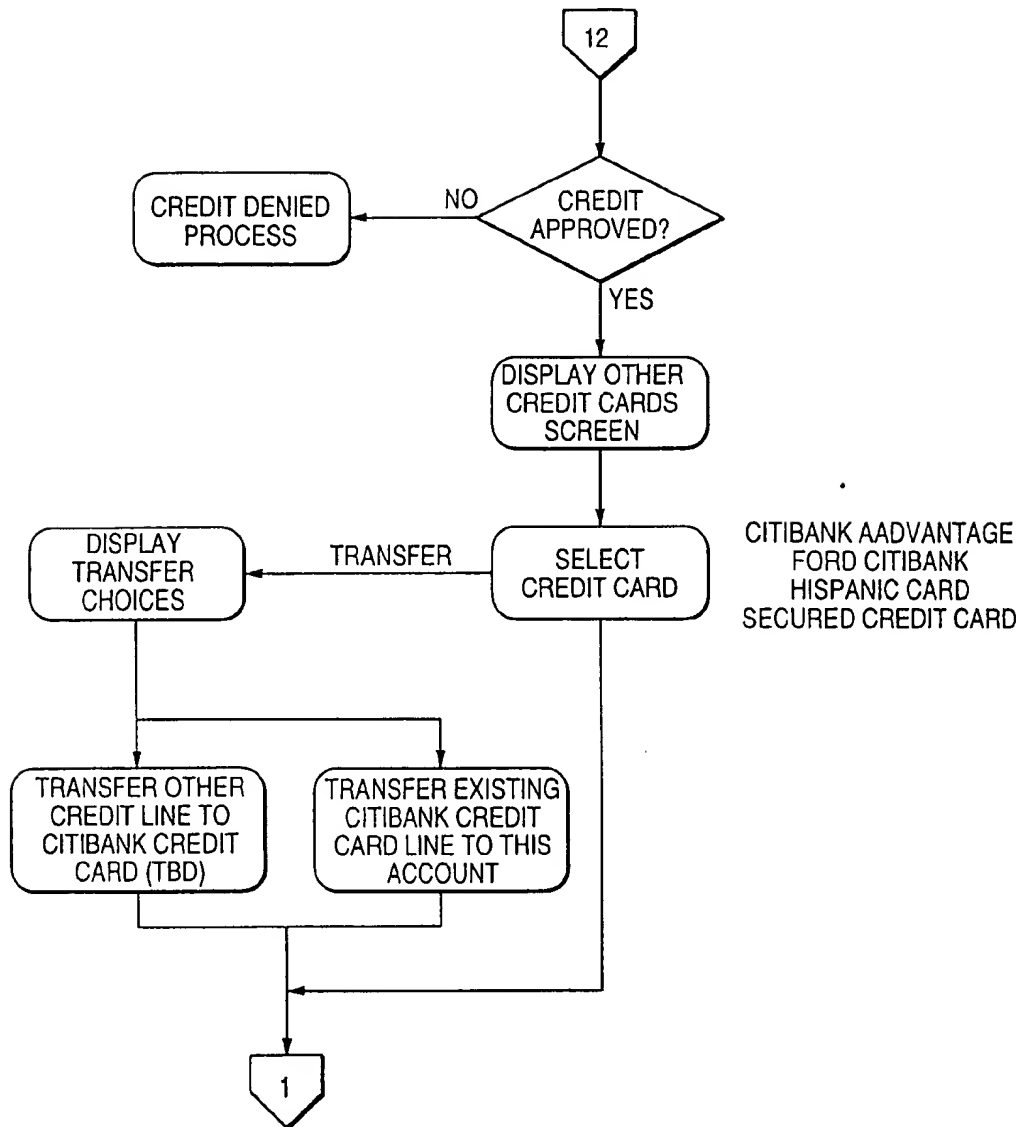 12
CREDIT
APPROVED?
NO
CREDIT DENIED
PROCESS
YES
DISPLAY OTHER
CREDIT CARDS
SCREEN
SELECT
CREDIT CARD
CITIBANK AADVANTAGE
FORD CITIBANK
HISPANIC CARD
SECURED CREDIT CARD
TRANSFER
DISPLAY
TRANSFER
CHOICES
TRANSFER OTHER
CREDIT LINE TO
CITIBANK CREDIT
CARD (TBD)
TRANSFER EXISTING
CITIBANK CREDIT
CARD LINE TO THIS
ACCOUNT
1